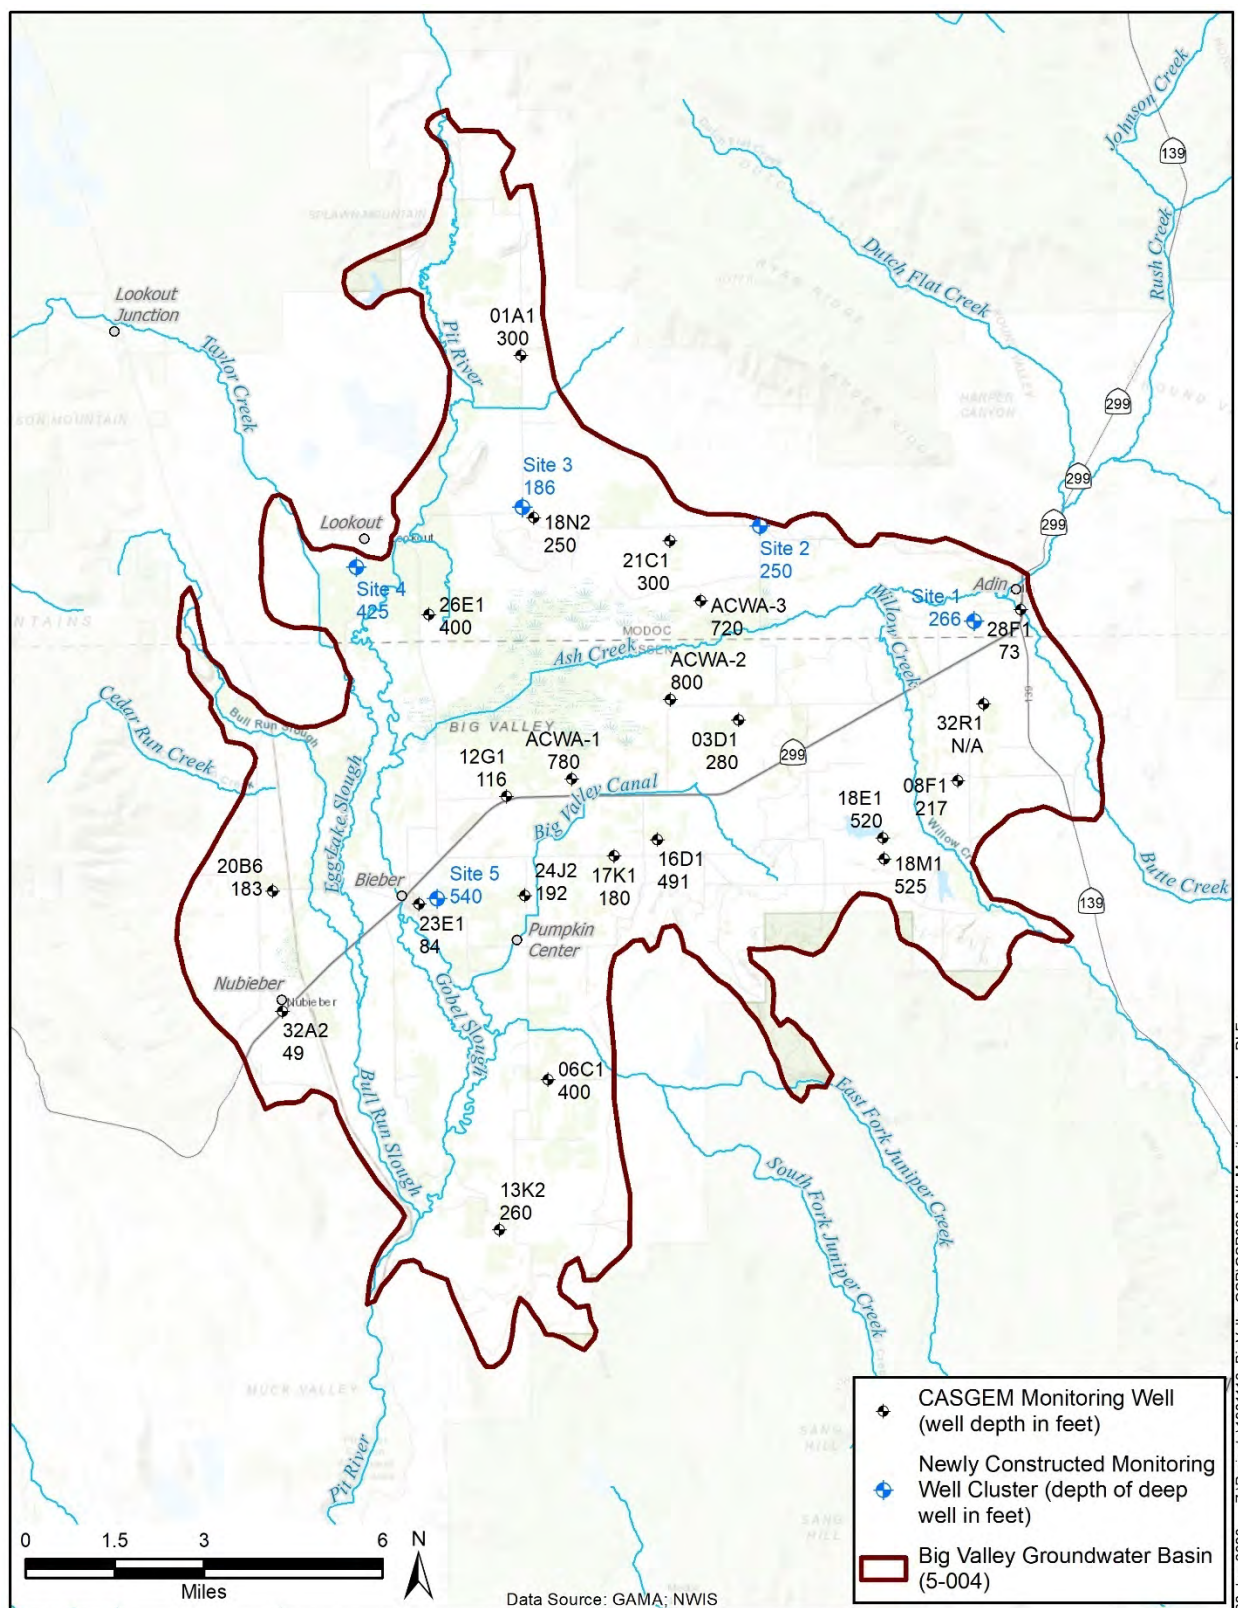 Johnson Creek
139
SPLAWN MOUNTAIN
Dutch Flat Creek
Rush Creek
Lookout
Junction
01A1
300
Pit River
Taylor Creek
299
HARPER
CANYON
299
Site 3
186
299
Lookout
18N2
250
21C1
300
Site 2
250
Adin
Site 4
425
26E1
400
ACWA-3
720
Willow Creek
Site 1
266
28F1
73
MODOC
Ash Creek
ACWA-2
800
139
Cedar Run Creek
Bull Run Slough
BIG VALLEY
ACWA-1
780
03D1
280
32R1
N/A
299
12G1
116
Big Valley Canal
08F1
217
18E1
520
Egg Lake Slough
16D1
491
18M1
525
Butte Creek
20B6
183
Bieber
Site 5
540
24J2
192
17K1
180
139
23E1
84
Pumpkin
Center
Nubieber
Nubieber
32A2
49
Gobel Slough
06C1
400
Bull Run Slough
East Fork Juniper Creek
South Fork Juniper Creek
13K2
260
MUCK VALLEY
Pit River
CASGEM Monitoring Well
(well depth in feet)
Newly Constructed Monitoring
Well Cluster (depth of deep
well in feet)
Big Valley Groundwater Basin
(5-004)
0 1.5 3 6
Miles
N
Data Source: GAMA; NWIS